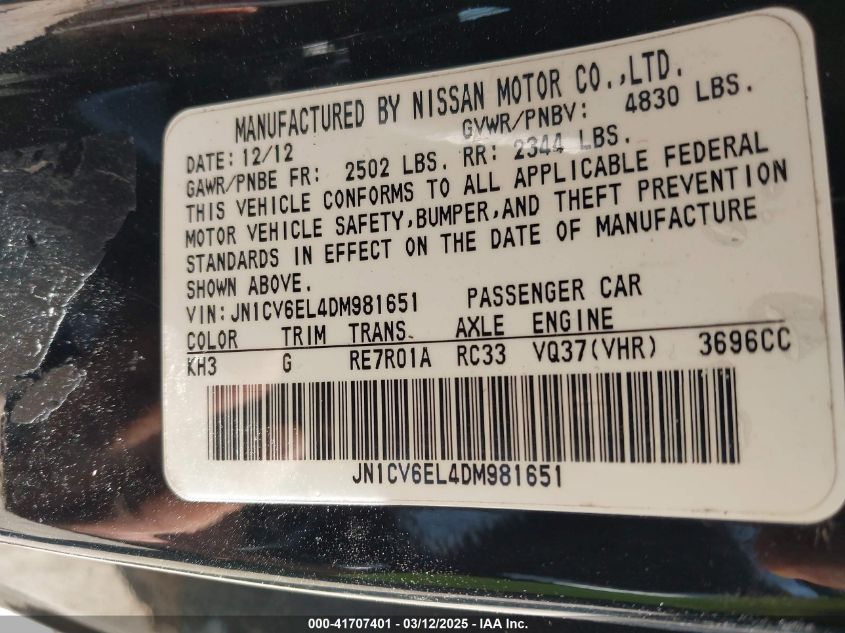 MANUFACTURED BY NISSAN MOTOR CO.,LTD.
DATE: 12/12 GVWR/PNBV: 4830 LBS.
GAWR/PNBE FR: 2502 LBS. RR: 2344 LBS.
THIS VEHICLE CONFORMS TO ALL APPLICABLE FEDERAL
MOTOR VEHICLE SAFETY,BUMPER,AND THEFT PREVENTION
STANDARDS IN EFFECT ON THE DATE OF MANUFACTURE
SHOWN ABOVE.
VIN:JN1CV6EL4DM981651 PASSENGER CAR
COLOR TRIM TRANS. AXLE ENGINE
KH3 G RE7R01A RC33 VQ37(VHR) 3696CC
JN1CV6EL4DM981651
000-41707401 - 03/12/2025 - IAA Inc.